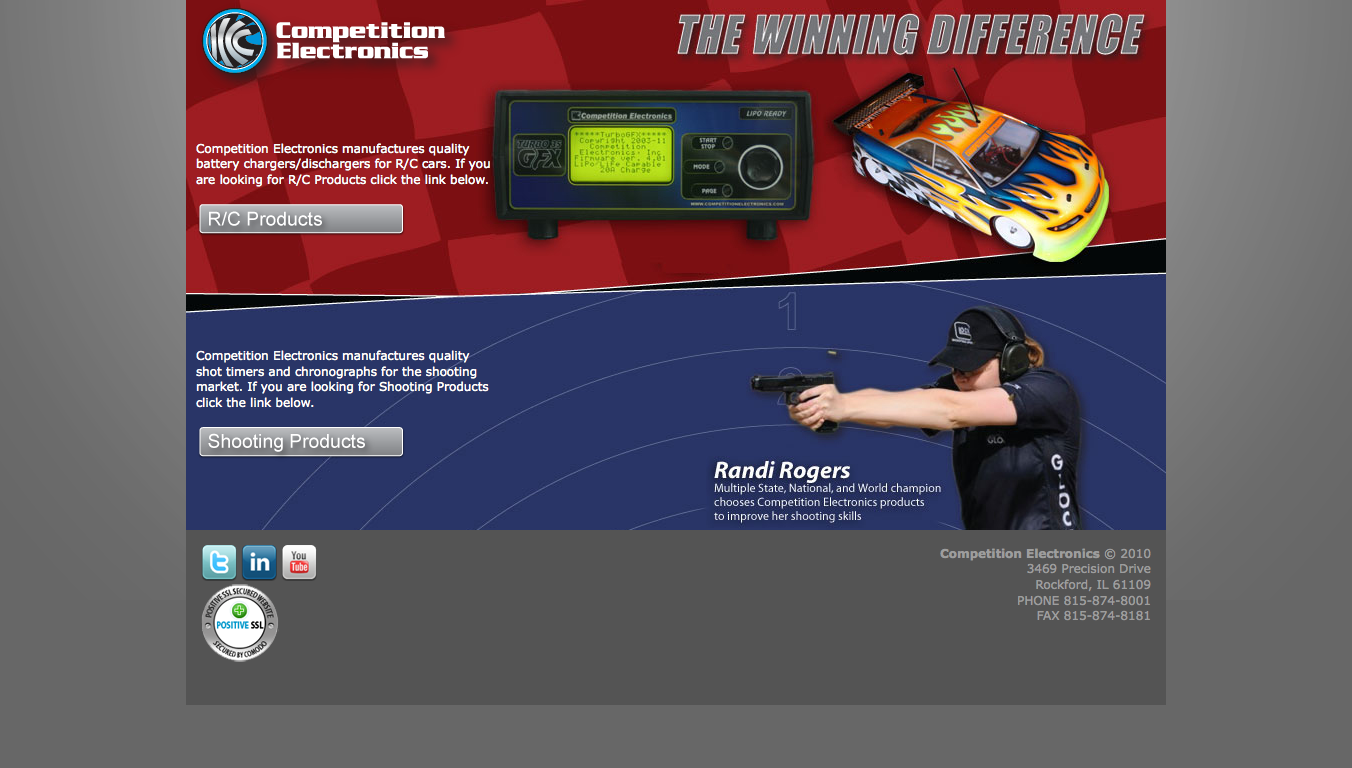 Competition
Electronics
THE WINNING DIFFERENCE
Competition Electronics manufactures quality
battery chargers/dischargers for R/C cars. If you
are looking for R/C Products click the link below.
R/C Products
Competition Electronics
LIPO READY
TURBO 35
GFX
*****TurboGFX*****
Copyright 2003-11
Competition
Electronics, Inc
Firmware ver. 4.01
LiPo/LiFe Capable
20A Charge
START
STOP
MODE
PAGE
WWW.COMPETITIONELECTRONICS.COM
1
2
Competition Electronics manufactures quality
shot timers and chronographs for the shooting
market. If you are looking for Shooting Products
click the link below.
Shooting Products
GLO
GLOC
Randi Rogers
Multiple State, National, and World champion
chooses Competition Electronics products
to improve her shooting skills
t
in
You
Tube
POSITIVE SSL SECURED WEBSITE
POSITIVE SSL
SECURED BY COMODO
Competition Electronics © 2010
3469 Precision Drive
Rockford, IL 61109
PHONE 815-874-8001
FAX 815-874-8181